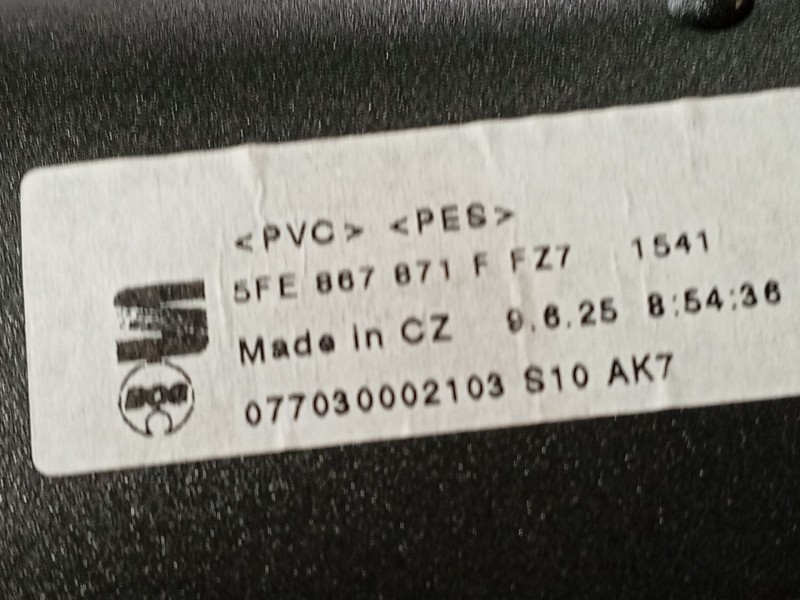 <PVC> <PES>
5FE 867 871 F FZ7 1541
Made in CZ 9.6.25 8:54:36
077030002103 S10 AK7